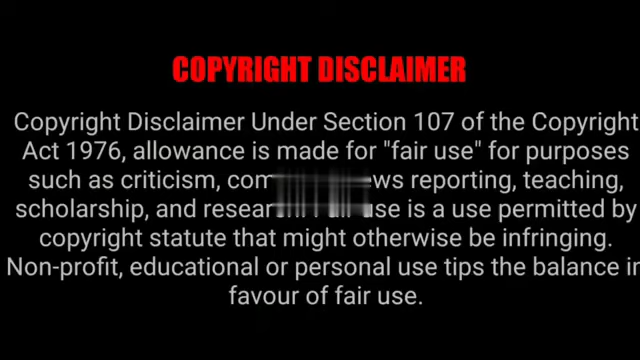 COPYRIGHT DISCLAIMER
Copyright Disclaimer Under Section 107 of the Copyright
Act 1976, allowance is made for "fair use" for purposes
such as criticism, reporting, teaching,
scholarship, and is a use permitted by
copyright statute that might otherwise be infringing.
Non-profit, educational or personal use tips the balance in
favour of fair use.